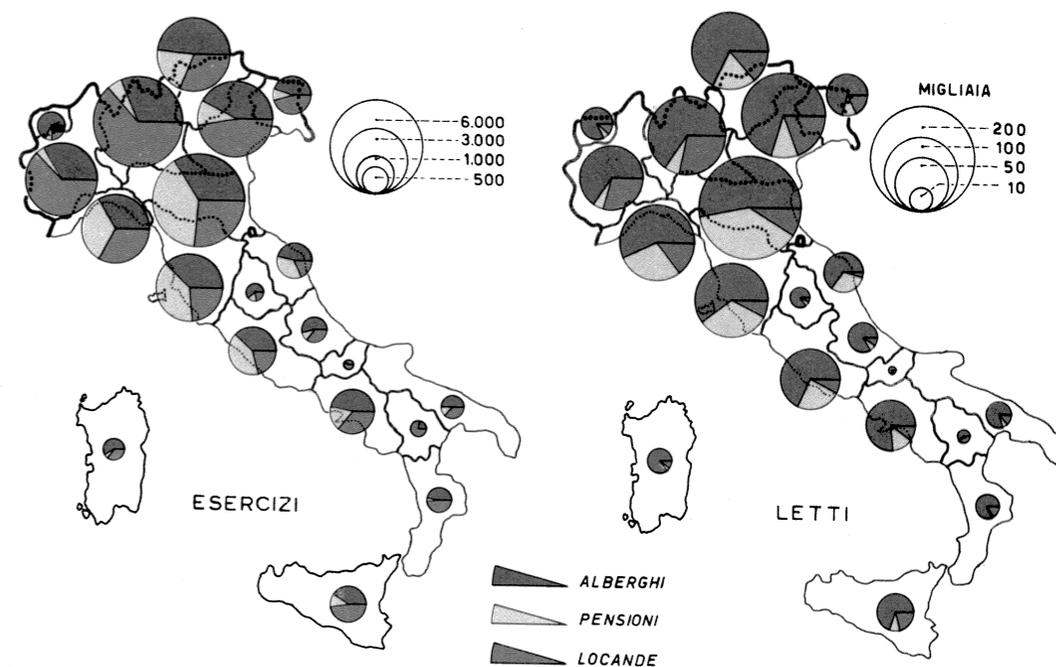 6.000
3.000
1.000
500
MIGLIAIA
200
100
50
10
ESERCIZI
LETTI
ALBERGHI
PENSIONI
LOCANDE